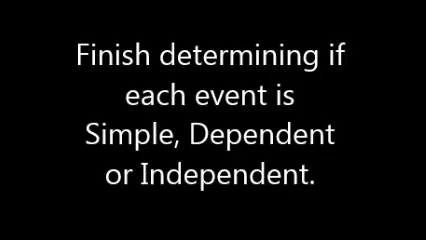 Finish determining if
each event is
Simple, Dependent
or Independent.